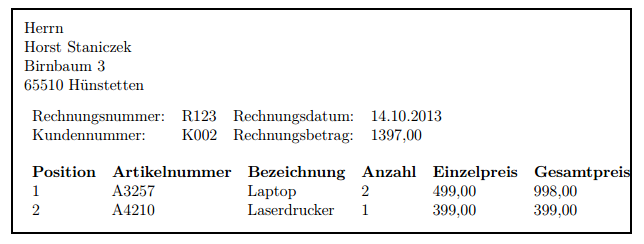 Herrn
Horst Staniczek
Birnbaum 3
65510 Hünstetten
Rechnungsnummer: R123 Rechnungsdatum: 14.10.2013
Kundennummer: K002 Rechnungsbetrag: 1397,00
Position Artikelnummer Bezeichnung Anzahl Einzelpreis Gesamtpreis
1 A3257 Laptop 2 499,00 998,00
2 A4210 Laserdrucker 1 399,00 399,00